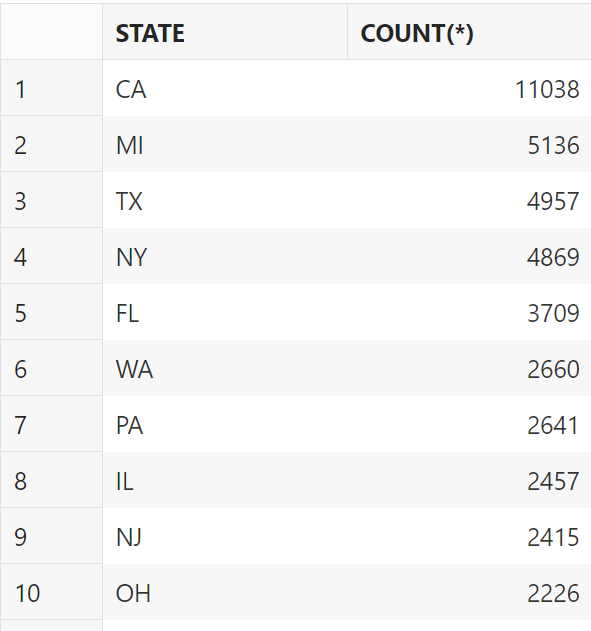 STATE COUNT(*)
1 CA 11038
2 MI 5136
3 TX 4957
4 NY 4869
5 FL 3709
6 WA 2660
7 PA 2641
8 IL 2457
9 NJ 2415
10 OH 2226